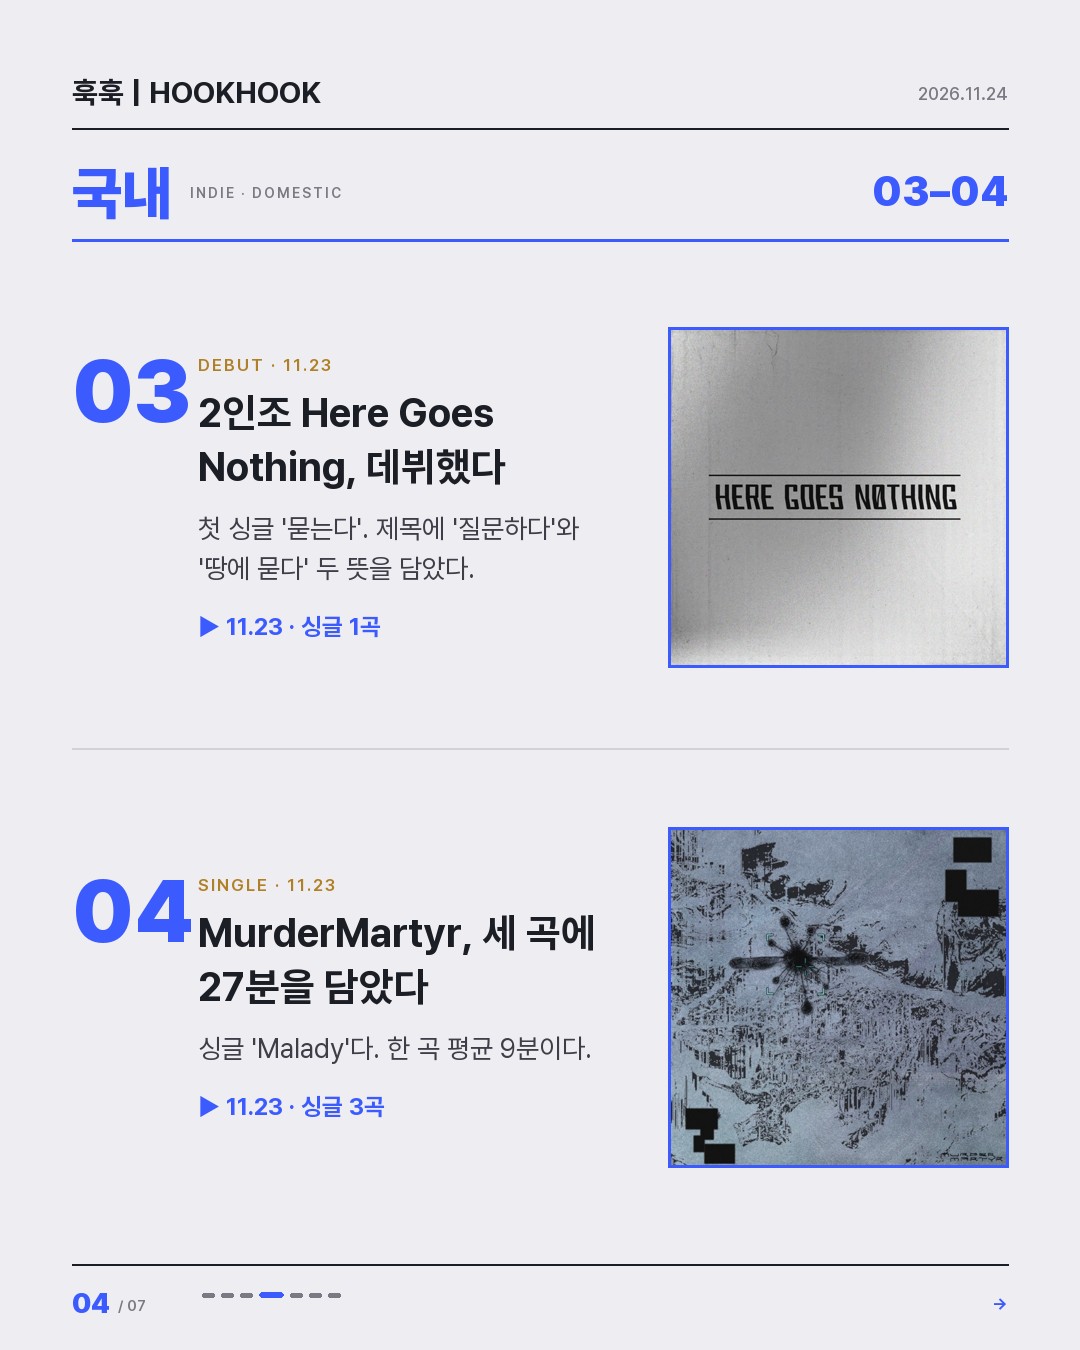 훅훅 | HOOKHOOK
2026.11.24
국내 INDIE · DOMESTIC
03–04
03
DEBUT · 11.23
2인조 Here Goes
Nothing, 데뷔했다
첫 싱글 '묻는다'. 제목에 '질문하다'와
'땅에 묻다' 두 뜻을 담았다.
▶ 11.23 · 싱글 1곡
HERE GOES NØTHING
04
SINGLE · 11.23
MurderMartyr, 세 곡에
27분을 담았다
싱글 'Malady'다. 한 곡 평균 9분이다.
▶ 11.23 · 싱글 3곡
04 / 07
→